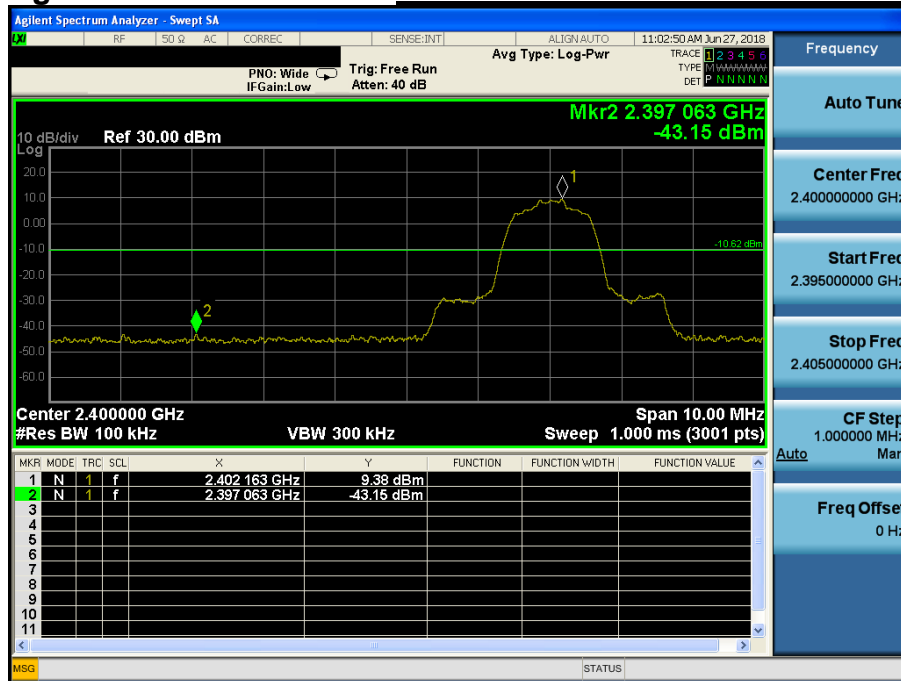 Agilent Spectrum Analyzer - Swept SA
LXI RF 50 Ω AC CORREC SENSE:INT ALIGN AUTO 11:02:50 AM Jun 27, 2018
PNO: Wide Trig: Free Run Avg Type: Log-Pwr TRACE 1 2 3 4 5 6
IFGain:Low Atten: 40 dB TYPE M W W W W W
DET P N N N N N
Mkr2 2.397 063 GHz
-43.15 dBm
10 dB/div Ref 30.00 dBm
Log
20.0
10.0
0.00
-10.0
-20.0
-30.0
-40.0
-50.0
-60.0
1
-10.62 dBm
2
Center 2.400000 GHz Span 10.00 MHz
#Res BW 100 kHz VBW 300 kHz Sweep 1.000 ms (3001 pts)
MKR MODE TRC SCL X Y FUNCTION FUNCTION WIDTH FUNCTION VALUE
1 N 1 f 2.402 163 GHz 9.38 dBm
2 N 1 f 2.397 063 GHz -43.15 dBm
3
4
5
6
7
8
9
10
11
MSG STATUS
Frequency
Auto Tune
Center Freq
2.400000000 GHz
Start Freq
2.395000000 GHz
Stop Freq
2.405000000 GHz
CF Step
1.000000 MHz
Auto Man
Freq Offset
0 Hz